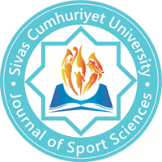 Sivas Cumhuriyet University
Journal of Sport Sciences